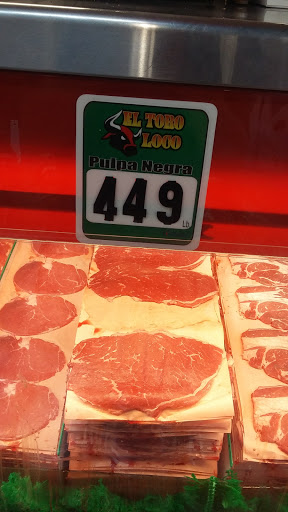 EL TORO
LOCO
Pulpa Negra
449
Lb